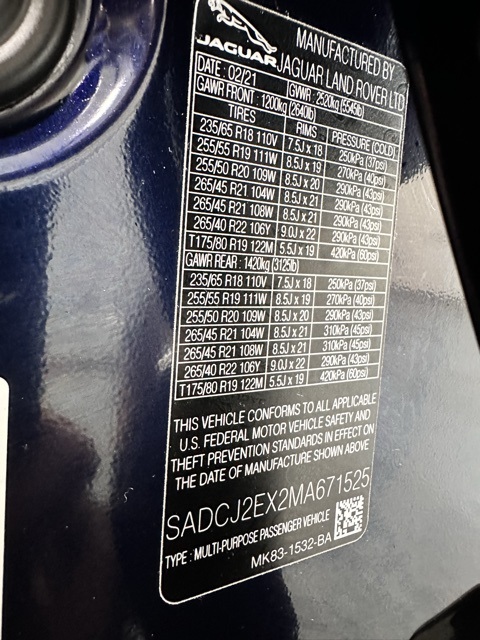 MANUFACTURED BY
JAGUAR JAGUAR LAND ROVER LTD
DATE : 02/21 GWR: 2520kg (5545lb)
GAWR FRONT : 1200kg (2640lb)
TIRES RIMS PRESSURE (COLD)
235/65 R18 110V 7.5J x 18 250kPa (37psi)
255/55 R19 111W 8.5J x 19 270kPa (40psi)
255/50 R20 109W 8.5J x 20 290kPa (43psi)
265/45 R21 104W 8.5J x 21 290kPa (43psi)
265/45 R21 108W 8.5J x 21 290kPa (43psi)
265/40 R22 106Y 9.0J x 22 290kPa (43psi)
T175/80 R19 122M 5.5J x 19 420kPa (60psi)
GAWR REAR : 1420kg (3125lb)
235/65 R18 110V 7.5J x 18 250kPa (37psi)
255/55 R19 111W 8.5J x 19 270kPa (40psi)
255/50 R20 109W 8.5J x 20 290kPa (43psi)
265/45 R21 104W 8.5J x 21 310kPa (45psi)
265/45 R21 108W 8.5J x 21 310kPa (45psi)
265/40 R22 106Y 9.0J x 22 290kPa (43psi)
T175/80 R19 122M 5.5J x 19 420kPa (60psi)
THIS VEHICLE CONFORMS TO ALL APPLICABLE
U.S. FEDERAL MOTOR VEHICLE SAFETY AND
THEFT PREVENTION STANDARDS IN EFFECT ON
THE DATE OF MANUFACTURE SHOWN ABOVE
SADCJ2EX2MA671525
TYPE : MULTI-PURPOSE PASSENGER VEHICLE
MK83-1532-BA